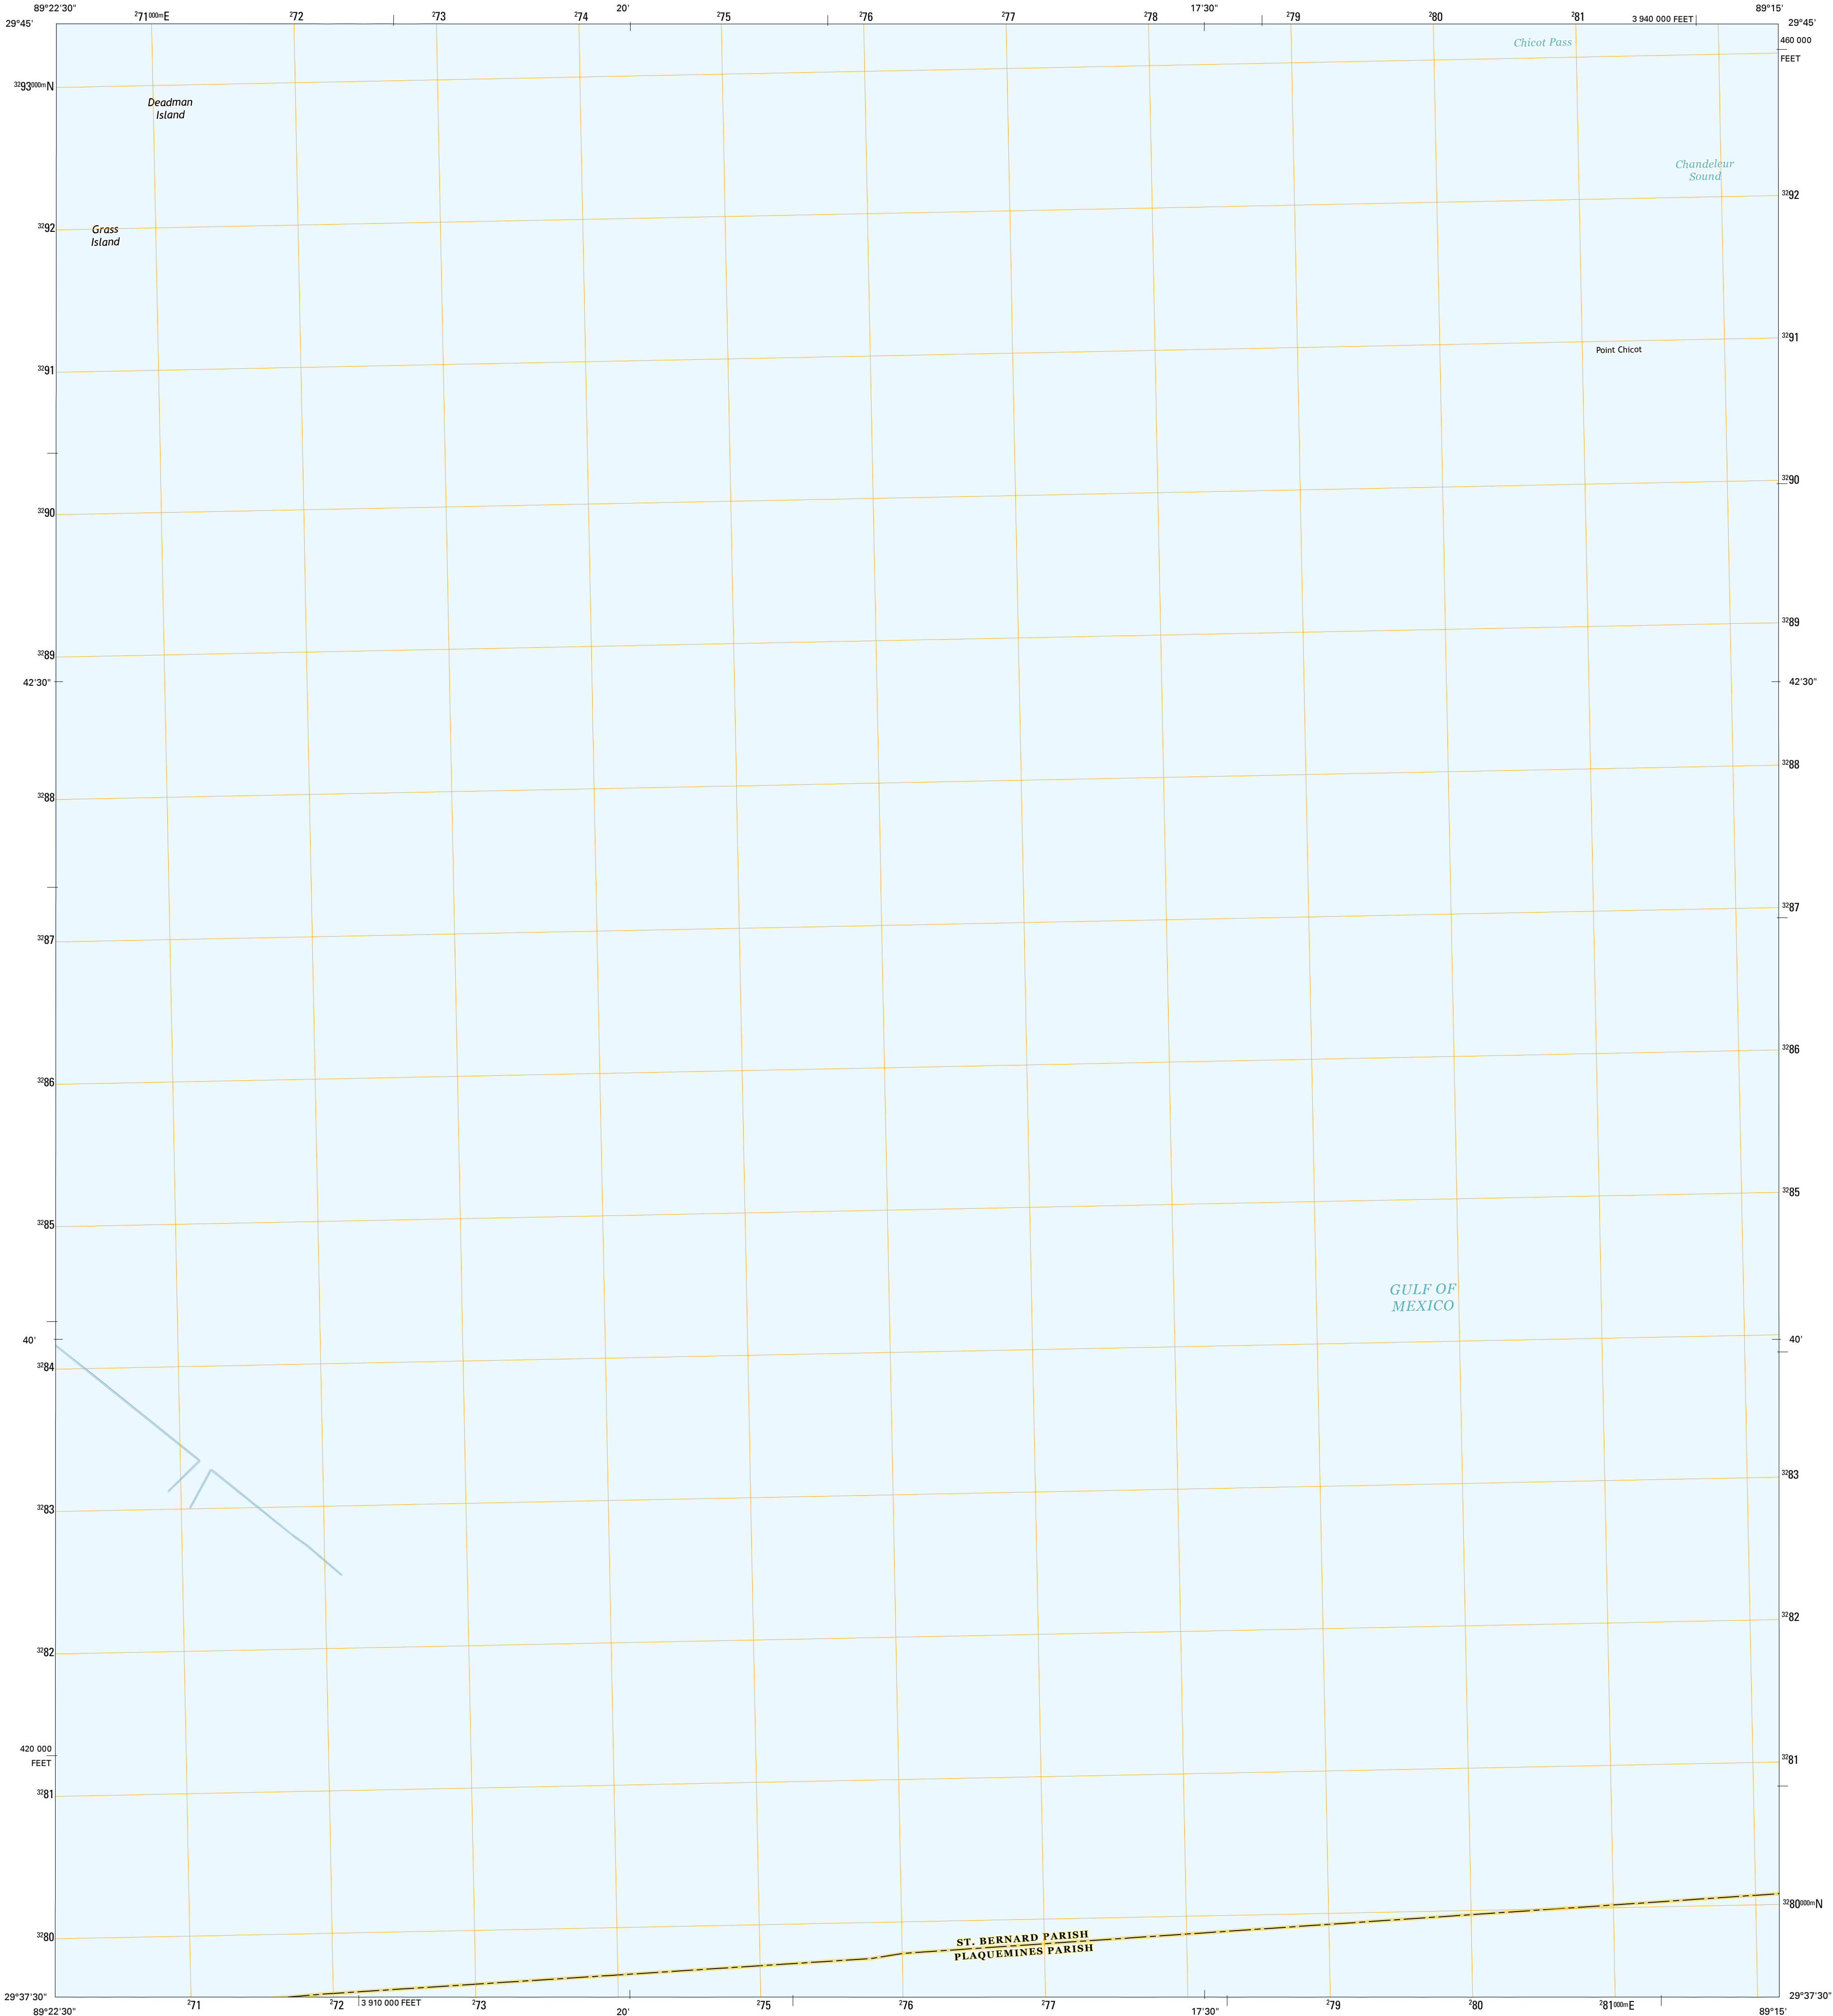 89°22'30" ²71⁰⁰⁰ᵐE ²72 ²73 ²74 20' ²75 ²76 ²77 ²78 17'30" ²79 ²80 ²81 3 940 000 FEET 89°15'
29°45' 29°45'
460 000
FEET
Chicot Pass
³²93⁰⁰⁰ᵐN
Deadman
Island
Chandeleur
Sound
³²92
³²92
Grass
Island
³²91
Point Chicot
³²91
³²90
³²90
³²89
³²89
42'30" 42'30"
³²88
³²88
³²87
³²87
³²86
³²86
³²85
³²85
GULF OF
MEXICO
40' 40'
³²84
³²83
³²83
³²82
³²82
420 000
FEET
³²81
³²81
³²80⁰⁰⁰ᵐN
³²80
ST. BERNARD PARISH
PLAQUEMINES PARISH
29°37'30" 29°37'30"
89°22'30" ²71 ²72 3 910 000 FEET ²73 20' ²75 ²76 ²77 17'30" ²79 ²80 ²81⁰⁰⁰ᵐE 89°15'